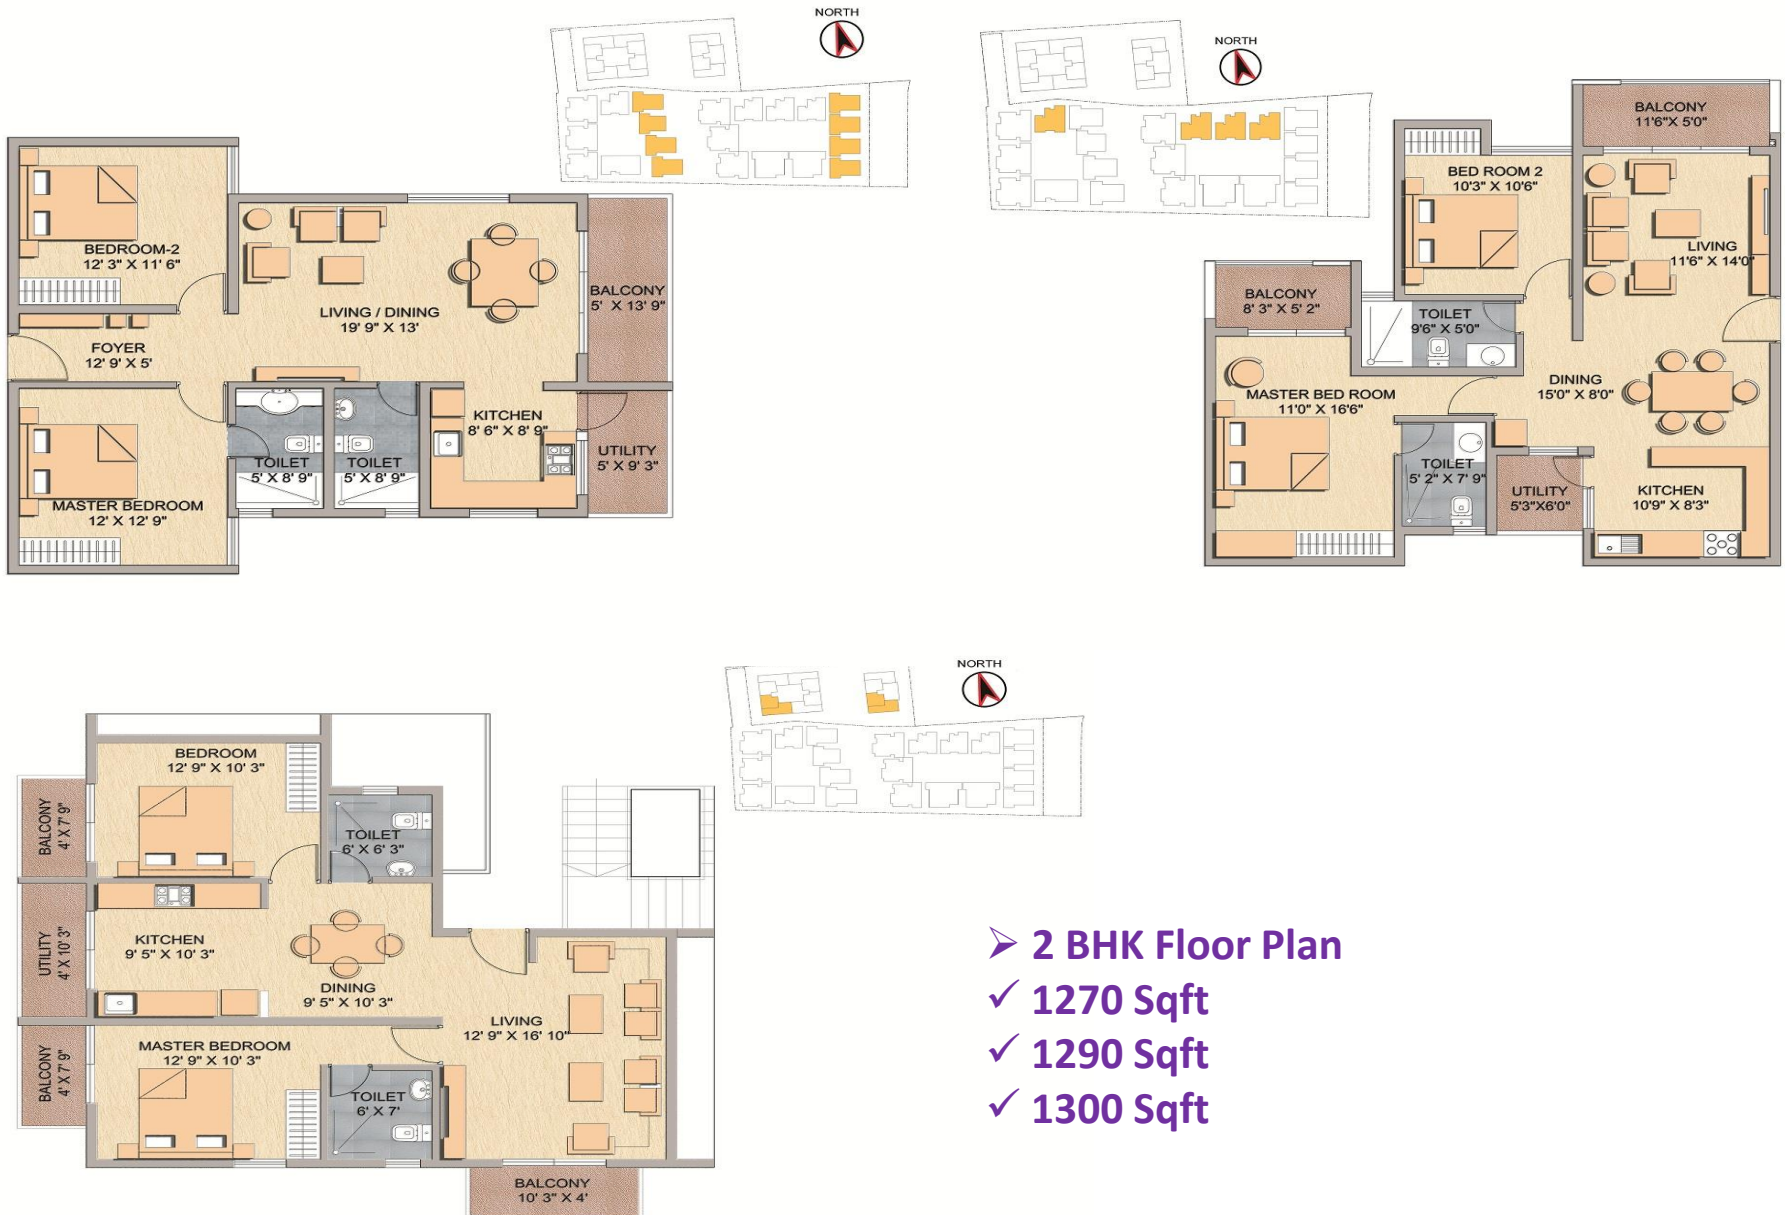 NORTH
BEDROOM-2
12' 3" X 11' 6"
LIVING / DINING
19' 9" X 13'
BALCONY
5' X 13' 9"
FOYER
12' 9" X 5'
KITCHEN
8' 6" X 8' 9"
UTILITY
5' X 9' 3"
TOILET
5' X 8' 9"
TOILET
5' X 8' 9"
MASTER BEDROOM
12' X 12' 9"
NORTH
BALCONY
11'6"X 5'0"
BED ROOM 2
10'3" X 10'6"
LIVING
11'6" X 14'0"
BALCONY
8' 3" X 5' 2"
TOILET
9'6" X 5'0"
DINING
15'0" X 8'0"
MASTER BED ROOM
11'0" X 16'6"
TOILET
5' 2" X 7' 9"
UTILITY
5'3"X6'0"
KITCHEN
10'9" X 8'3"
NORTH
BEDROOM
12' 9" X 10' 3"
BALCONY
4' X 7' 9"
TOILET
6' X 6' 3"
KITCHEN
9' 5" X 10' 3"
UTILITY
4' X 10' 3"
DINING
9' 5" X 10' 3"
LIVING
12' 9" X 16' 10"
MASTER BEDROOM
12' 9" X 10' 3"
BALCONY
4' X 7' 9"
TOILET
6' X 7'
BALCONY
10' 3" X 4'
➢ 2 BHK Floor Plan
✓ 1270 Sqft
✓ 1290 Sqft
✓ 1300 Sqft